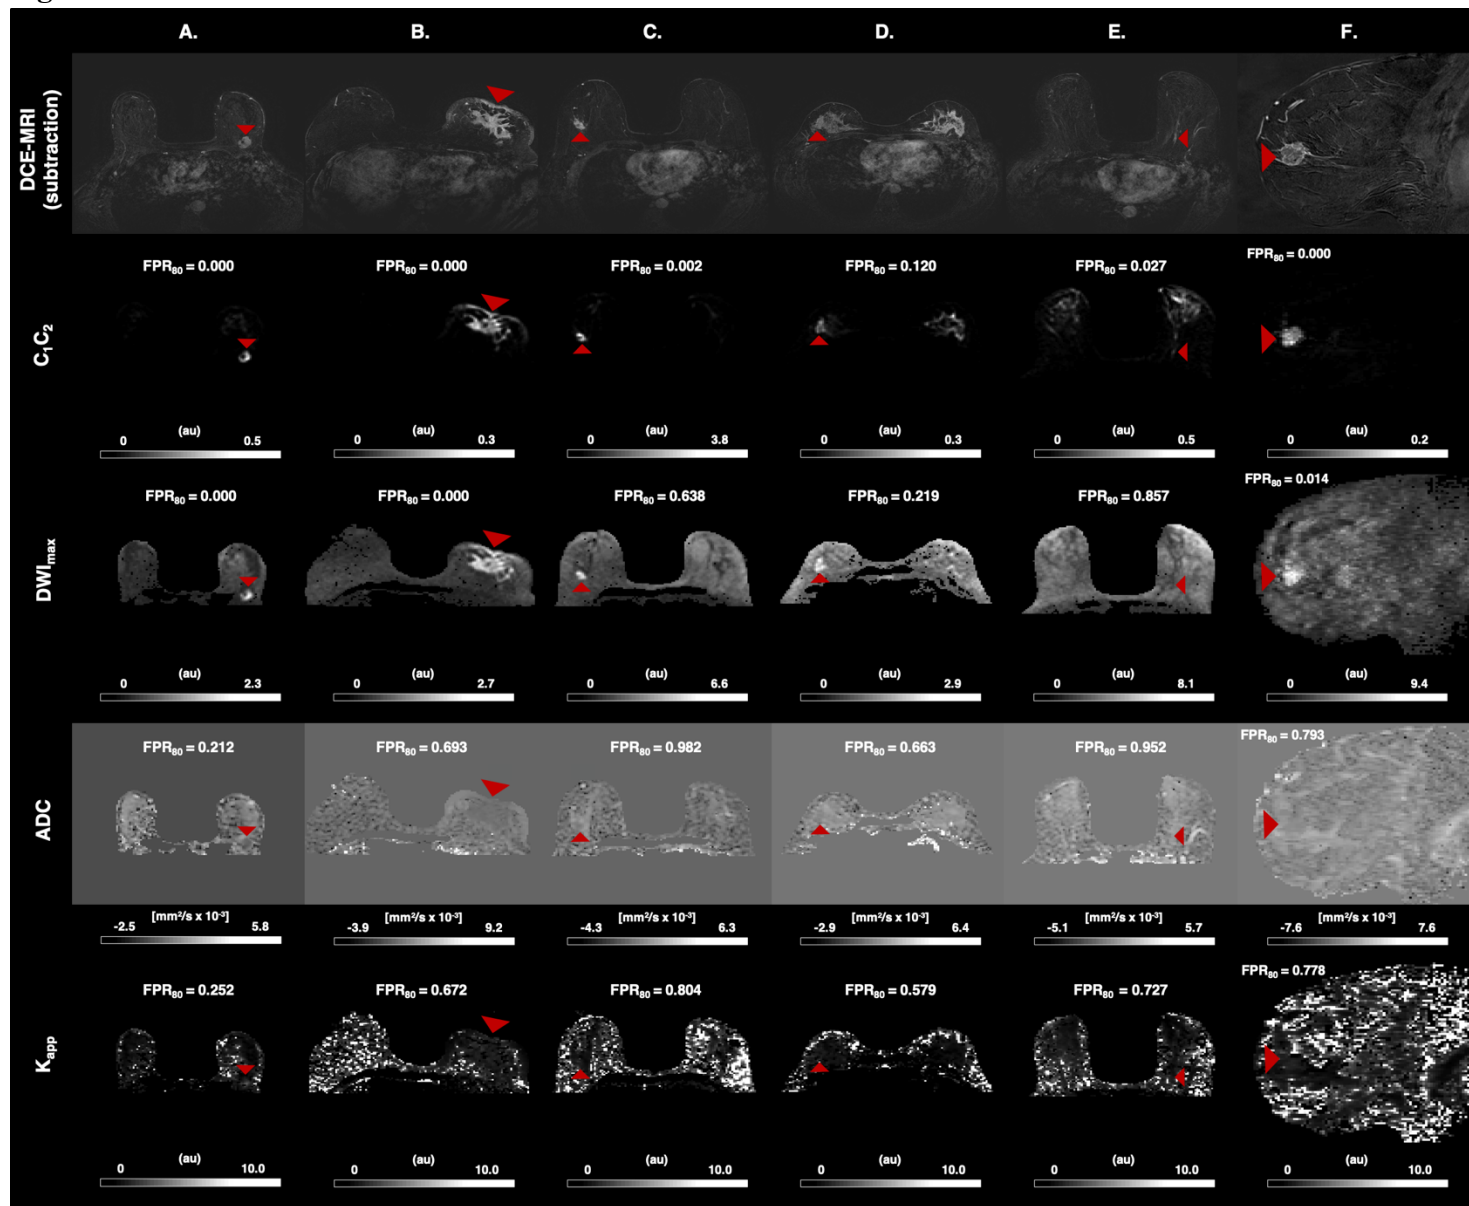 A. B. C. D. E. F.
DCE-MRI
(subtraction)
C₁C₂
FPR₈₀ = 0.000 FPR₈₀ = 0.000 FPR₈₀ = 0.002 FPR₈₀ = 0.120 FPR₈₀ = 0.027 FPR₈₀ = 0.000
0 (au) 0.5 0 (au) 0.3 0 (au) 3.8 0 (au) 0.3 0 (au) 0.5 0 (au) 0.2
DWIₘₐₓ
FPR₈₀ = 0.000 FPR₈₀ = 0.000 FPR₈₀ = 0.638 FPR₈₀ = 0.219 FPR₈₀ = 0.857 FPR₈₀ = 0.014
0 (au) 2.3 0 (au) 2.7 0 (au) 6.6 0 (au) 2.9 0 (au) 8.1 0 (au) 9.4
ADC
FPR₈₀ = 0.212 FPR₈₀ = 0.693 FPR₈₀ = 0.982 FPR₈₀ = 0.663 FPR₈₀ = 0.952 FPR₈₀ = 0.793
-2.5 [mm²/s x 10⁻³] 5.8 -3.9 [mm²/s x 10⁻³] 9.2 -4.3 [mm²/s x 10⁻³] 6.3 -2.9 [mm²/s x 10⁻³] 6.4 -5.1 [mm²/s x 10⁻³] 5.7 -7.6 [mm²/s x 10⁻³] 7.6
Kₐₚₚ
FPR₈₀ = 0.252 FPR₈₀ = 0.672 FPR₈₀ = 0.804 FPR₈₀ = 0.579 FPR₈₀ = 0.727 FPR₈₀ = 0.778
0 (au) 10.0 0 (au) 10.0 0 (au) 10.0 0 (au) 10.0 0 (au) 10.0 0 (au) 10.0